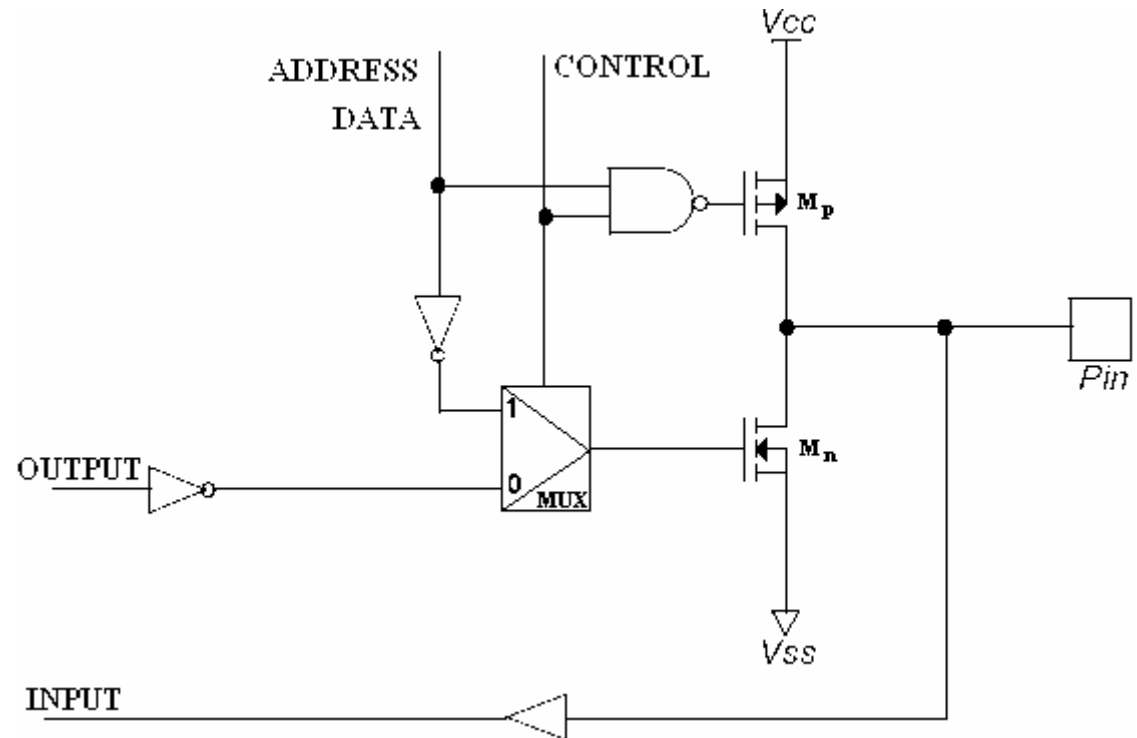 Vcc
ADDRESS
DATA
CONTROL
Mp
Pin
1
Mn
OUTPUT
0
MUX
Vss
INPUT